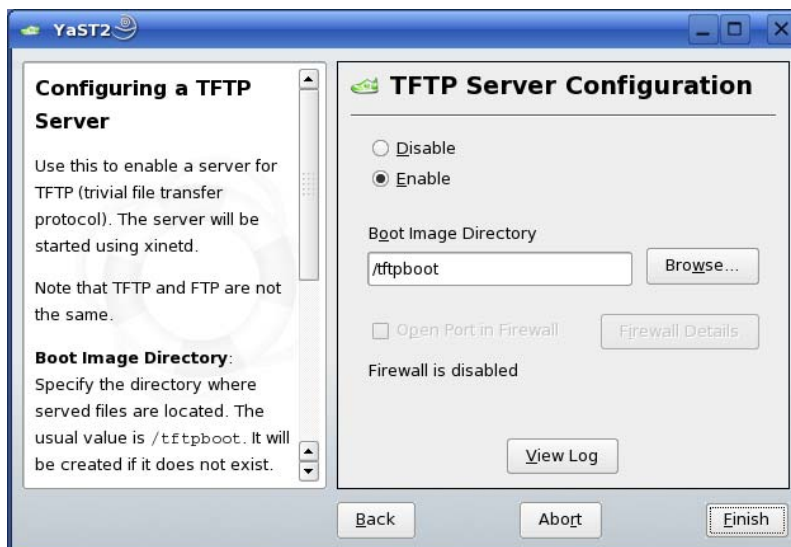 YaST2
Configuring a TFTP
Server
Use this to enable a server for
TFTP (trivial file transfer
protocol). The server will be
started using xinetd.
Note that TFTP and FTP are not
the same.
Boot Image Directory:
Specify the directory where
served files are located. The
usual value is /tftpboot. It will
be created if it does not exist.
TFTP Server Configuration
Disable
Enable
Boot Image Directory
/tftpboot
Browse...
Open Port in Firewall
Firewall Details
Firewall is disabled
View Log
Back
Abort
Finish